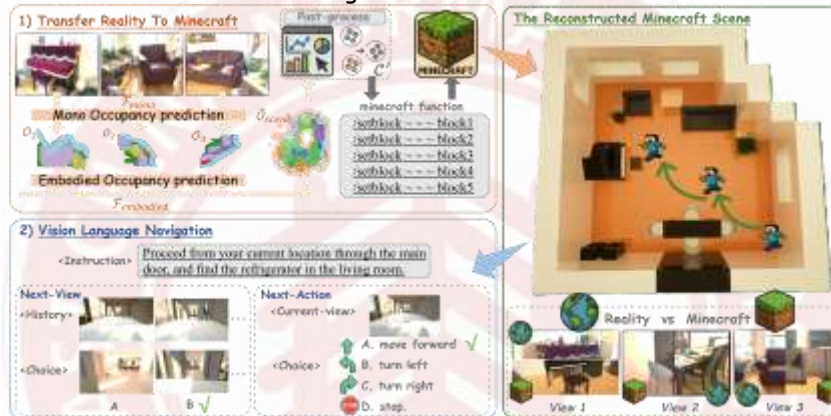 1) Transfer Reality To Minecraft
Post-process
MINECRAFT
Mono Occupancy prediction
Embodied Occupancy prediction
minecraft function
:setblock ~ ~ ~ block1
:setblock ~ ~ ~ block2
:setblock ~ ~ ~ block3
:setblock ~ ~ ~ block4
:setblock ~ ~ ~ block5
2) Vision Language Navigation
<Instruction> Proceed from your current location through the main
door, and find the refrigerator in the living room.
Next-View
<History>
<Choice>
A
B
Next-Action
<Current-view>
<Choice>
A. move forward
B. turn left
C. turn right
STOP D. stop.
The Reconstructed Minecraft Scene
Reality vs Minecraft
View 1
View 2
View 3